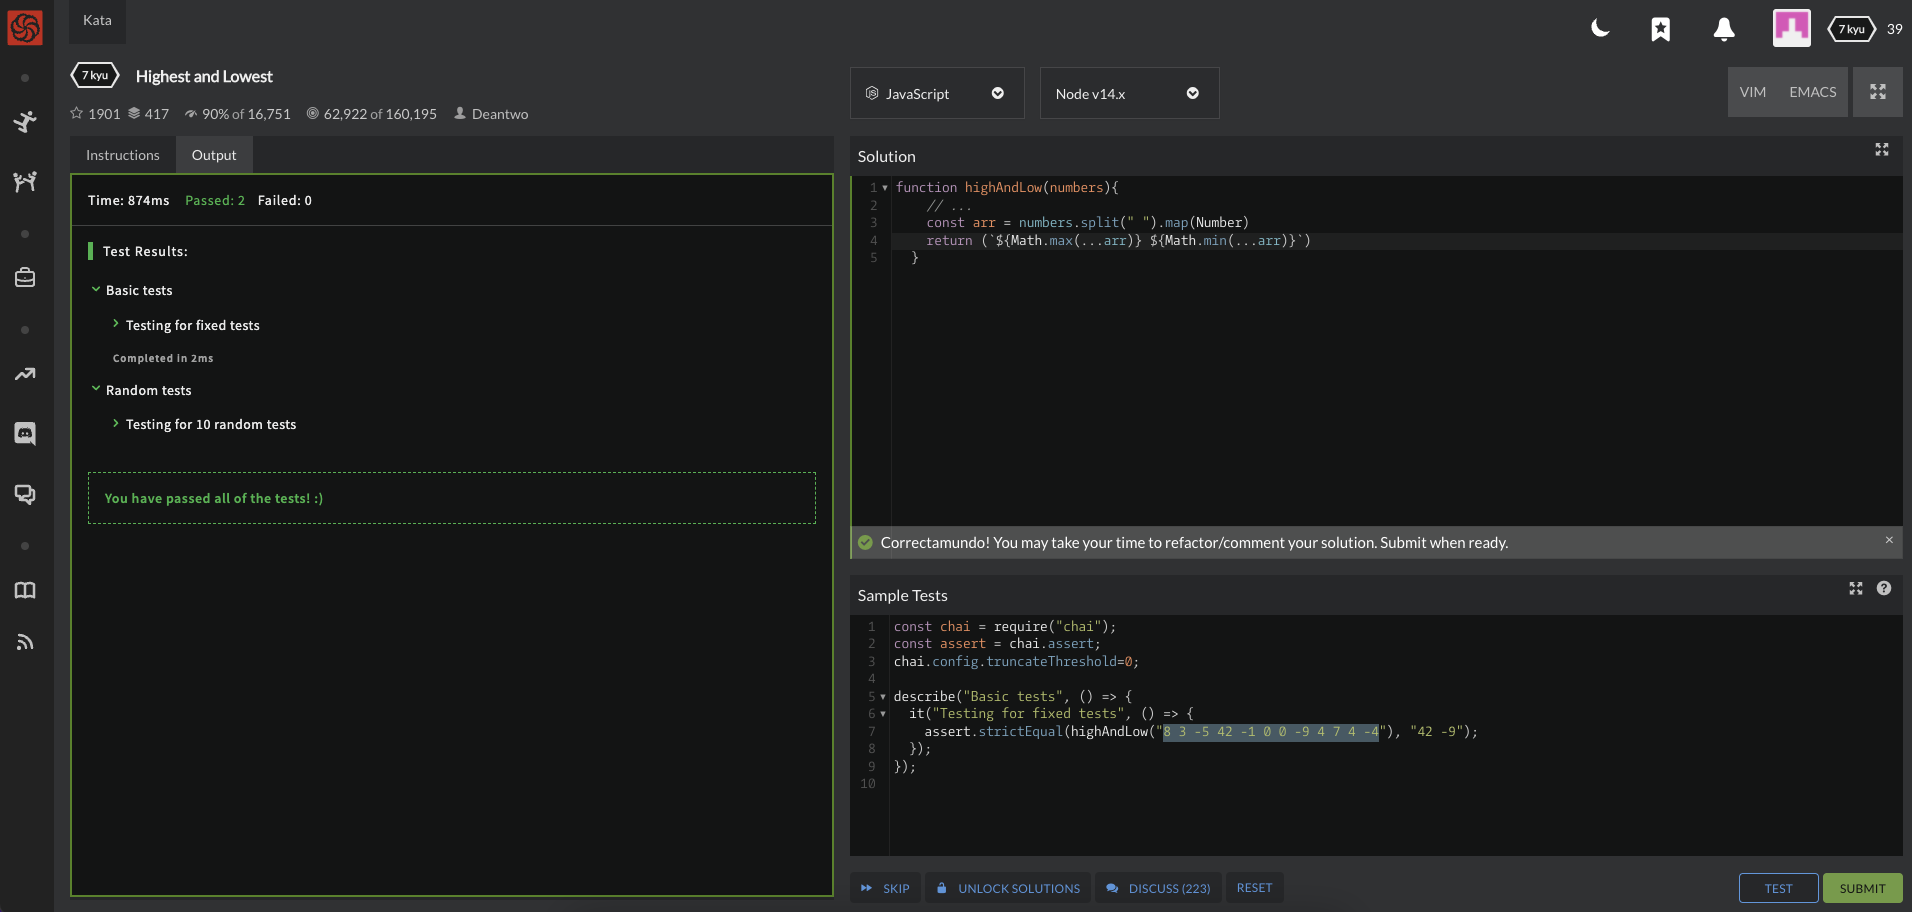 Kata
7 kyu 39
7 kyu Highest and Lowest
1901 417 90% of 16,751 62,922 of 160,195 Deantwo
JavaScript
Node v14.x
VIM EMACS
Instructions Output
Time: 874ms Passed: 2 Failed: 0
Test Results:
Basic tests
Testing for fixed tests
Completed in 2ms
Random tests
Testing for 10 random tests
You have passed all of the tests! :)
Solution
1 function highAndLow(numbers){
2 // ...
3 const arr = numbers.split(" ").map(Number)
4 return (`${Math.max(...arr)} ${Math.min(...arr)}`)
5 }
Correctamundo! You may take your time to refactor/comment your solution. Submit when ready. ×
Sample Tests
1 const chai = require("chai");
2 const assert = chai.assert;
3 chai.config.truncateThreshold=0;
4
5 describe("Basic tests", () => {
6 it("Testing for fixed tests", () => {
7 assert.strictEqual(highAndLow("8 3 -5 42 -1 0 0 -9 4 7 4 -4"), "42 -9");
8 });
9 });
10
SKIP UNLOCK SOLUTIONS DISCUSS (223) RESET TEST SUBMIT